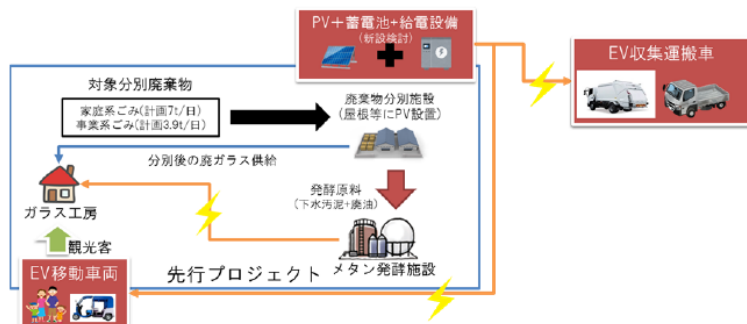 PV＋蓄電池+給電設備
(新設検討)
EV収集運搬車
対象分別廃棄物
家庭系ごみ(計画7t/日)
事業系ごみ(計画3.9t/日)
廃棄物分別施設
(屋根等にPV設置)
分別後の廃ガラス供給
発酵原料
(下水汚泥+廃油)
ガラス工房
観光客
メタン発酵施設
先行プロジェクト
EV移動車両